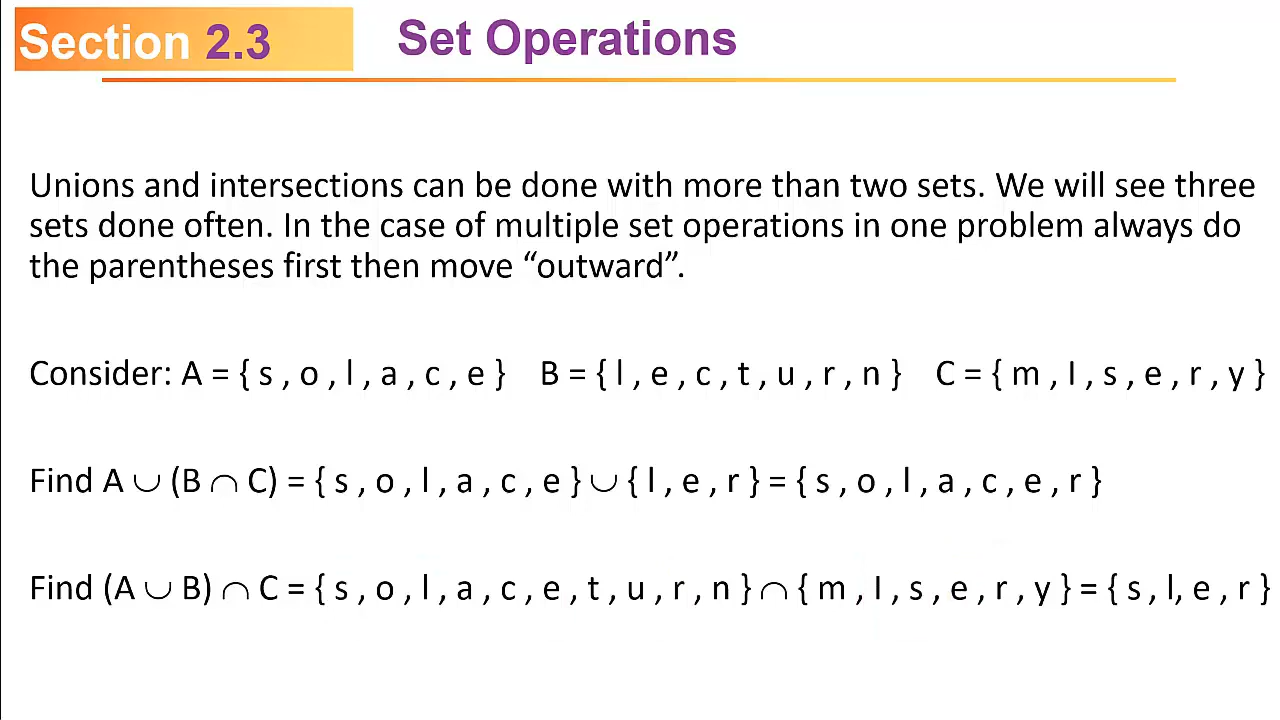 Section 2.3 Set Operations
Unions and intersections can be done with more than two sets. We will see three
sets done often. In the case of multiple set operations in one problem always do
the parentheses first then move “outward”.
Consider: A = { s , o , l , a , c , e } B = { l , e , c , t , u , r , n } C = { m , I , s , e , r , y }
Find A ∪ (B ∩ C) = { s , o , l , a , c , e } ∪ { l , e , r } = { s , o , l , a , c , e , r }
Find (A ∪ B) ∩ C = { s , o , l , a , c , e , t , u , r , n } ∩ { m , I , s , e , r , y } = { s , l, e , r }